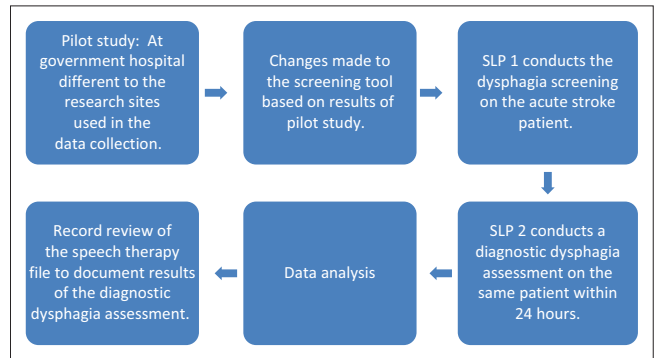 Pilot study: At
government hospital
different to the
research sites
used in the
data collection.
Changes made to
the screening tool
based on results of
pilot study.
SLP 1 conducts the
dysphagia screening
on the acute stroke
patient.
SLP 2 conducts a
diagnostic dysphagia
assessment on the
same patient within
24 hours.
Data analysis
Record review of
the speech therapy
file to document results
of the diagnostic
dysphagia assessment.